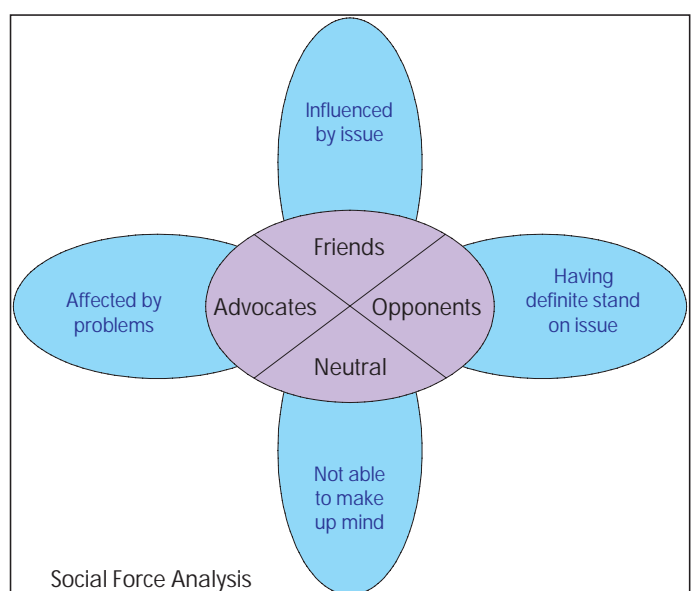 Influenced
by issue
Friends
Affected by
problems
Advocates
Opponents
Having
definite stand
on issue
Neutral
Not able
to make
up mind
Social Force Analysis